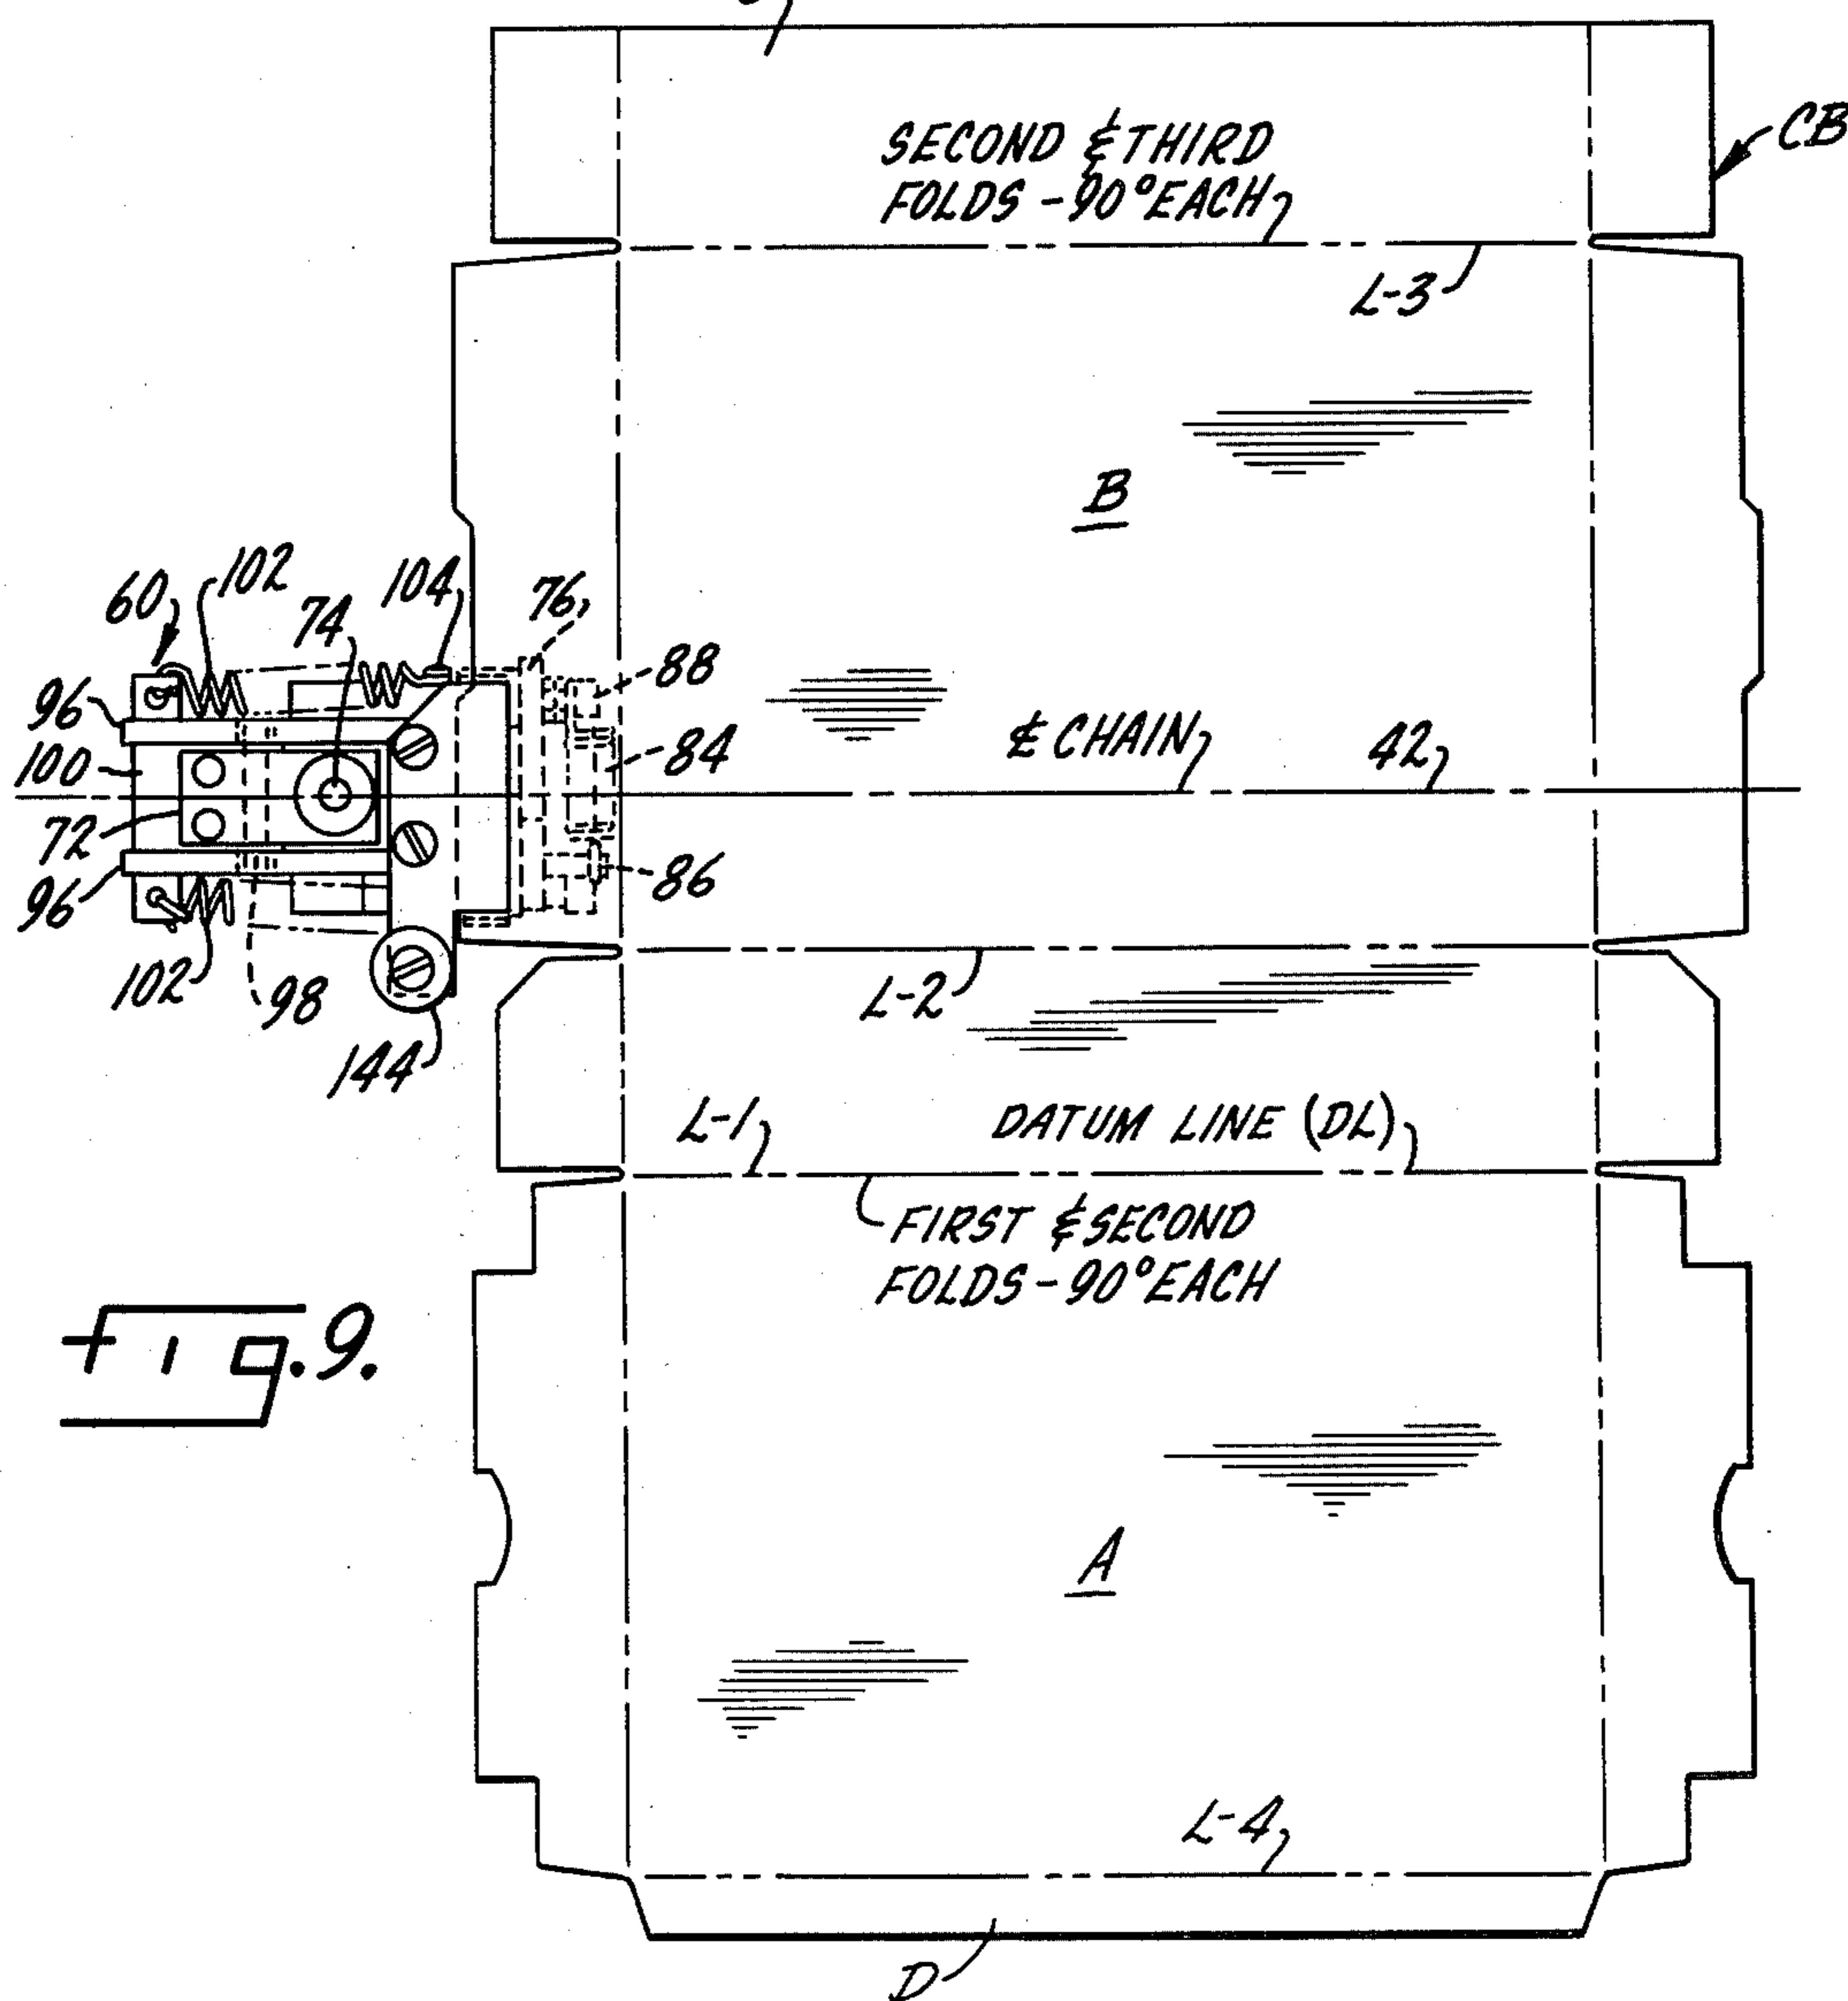 SECOND & THIRD
FOLDS - 90° EACH
CB
L-3
B
60
102
74
104
76
88
96
100
℄ CHAIN
42
84
72
96
86
102
98
L-2
144
L-1
DATUM LINE (DL)
FIRST & SECOND
FOLDS - 90° EACH
fig. 9.
A
L-4
D